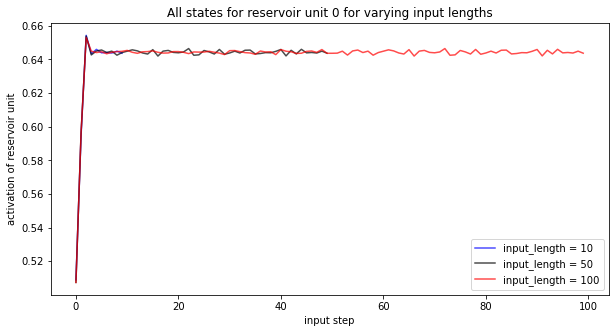 All states for reservoir unit 0 for varying input lengths
activation of reservoir unit
0.66
0.64
0.62
0.60
0.58
0.56
0.54
0.52
input_length = 10
input_length = 50
input_length = 100
0 20 40 60 80 100
input step